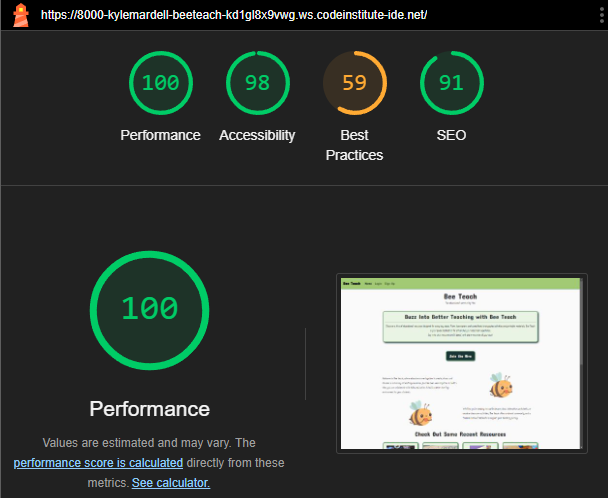 https://8000-kylemardell-beeteach-kd1gl8x9vwg.ws.codeinstitute-ide.net/
100
98
59
91
Performance
Accessibility
Best
Practices
SEO
100
Performance
Values are estimated and may vary. The
performance score is calculated directly from these
metrics. See calculator.
Bee Teach
Home
Bee Teach
Buzz Into Better Teaching with Bee Teach
Join the Hive
Check Out Some Recent Resources